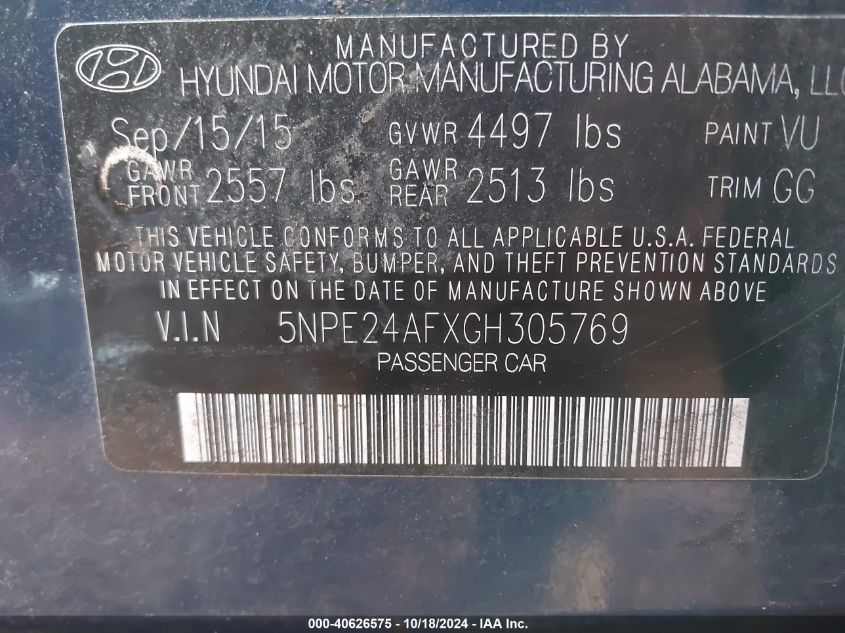 MANUFACTURED BY
HYUNDAI MOTOR MANUFACTURING ALABAMA, LLC
Sep/15/15 GVWR 4497 lbs PAINT VU
GAWR FRONT 2557 lbs GAWR REAR 2513 lbs TRIM GG
THIS VEHICLE CONFORMS TO ALL APPLICABLE U.S.A. FEDERAL
MOTOR VEHICLE SAFETY, BUMPER, AND THEFT PREVENTION STANDARDS
IN EFFECT ON THE DATE OF MANUFACTURE SHOWN ABOVE
V.I.N 5NPE24AFXGH305769
PASSENGER CAR
000-40626575 - 10/18/2024 - IAA Inc.